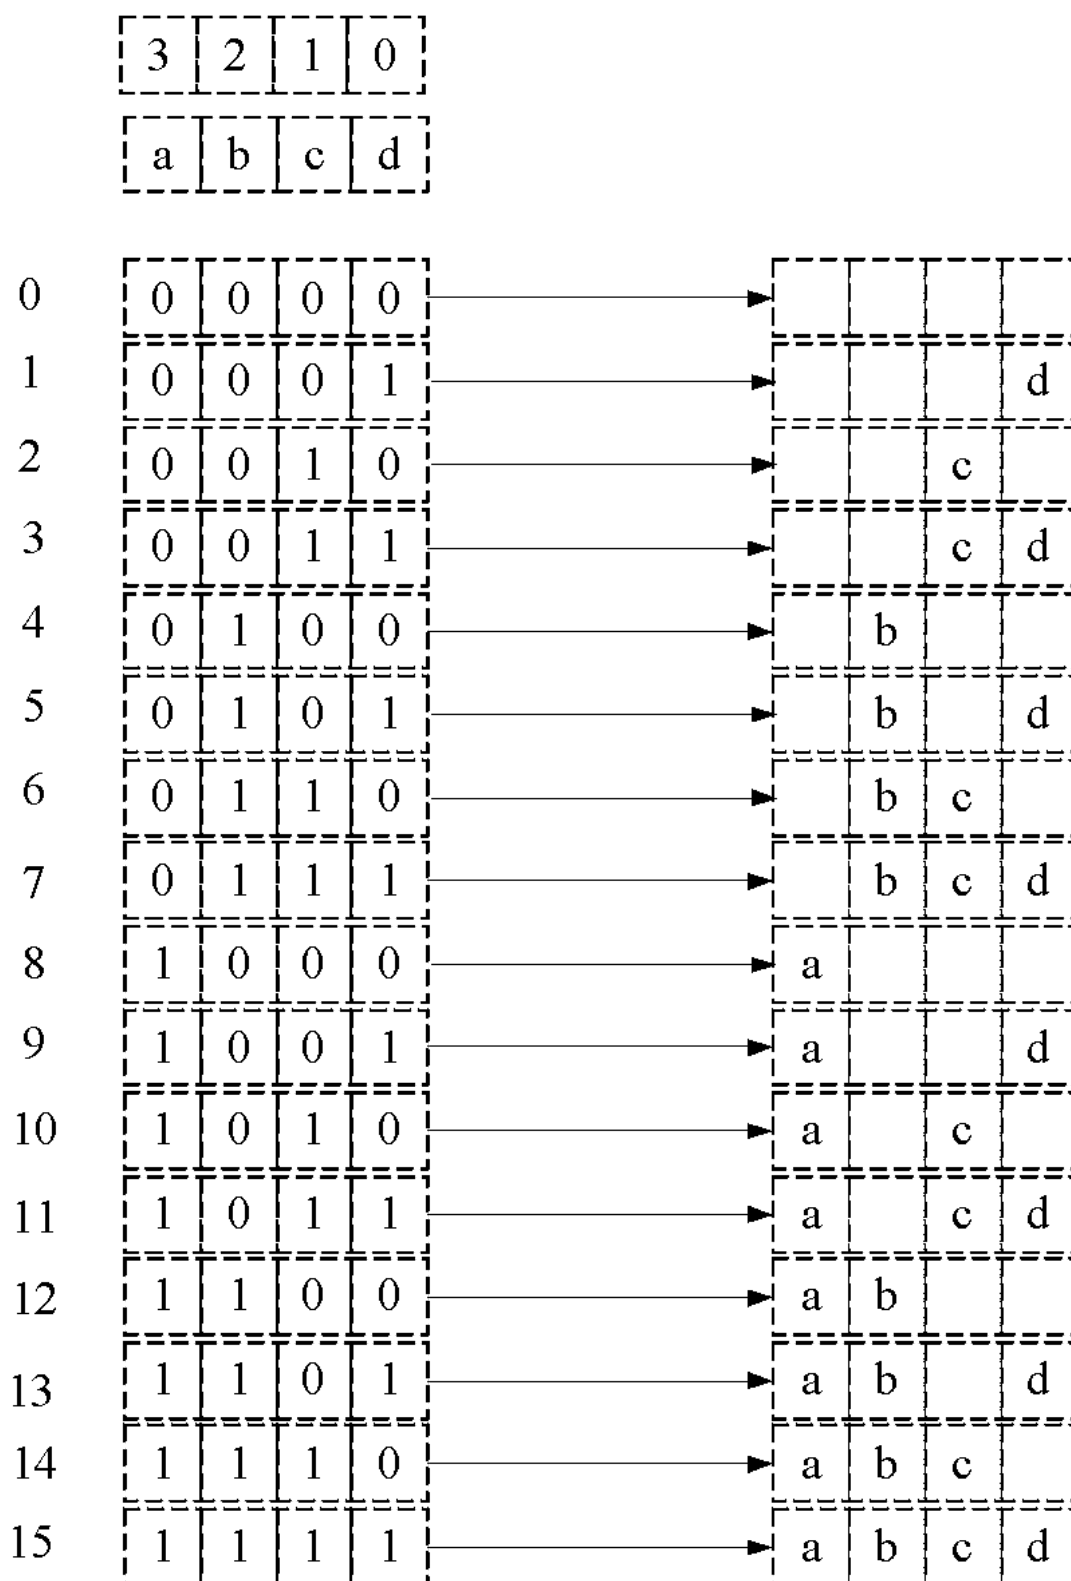 3 2 1 0
a b c d
0 0 0 0 0
1 0 0 0 1 d
2 0 0 1 0 c
3 0 0 1 1 c d
4 0 1 0 0 b
5 0 1 0 1 b d
6 0 1 1 0 b c
7 0 1 1 1 b c d
8 1 0 0 0 a
9 1 0 0 1 a d
10 1 0 1 0 a c
11 1 0 1 1 a c d
12 1 1 0 0 a b
13 1 1 0 1 a b d
14 1 1 1 0 a b c
15 1 1 1 1 a b c d